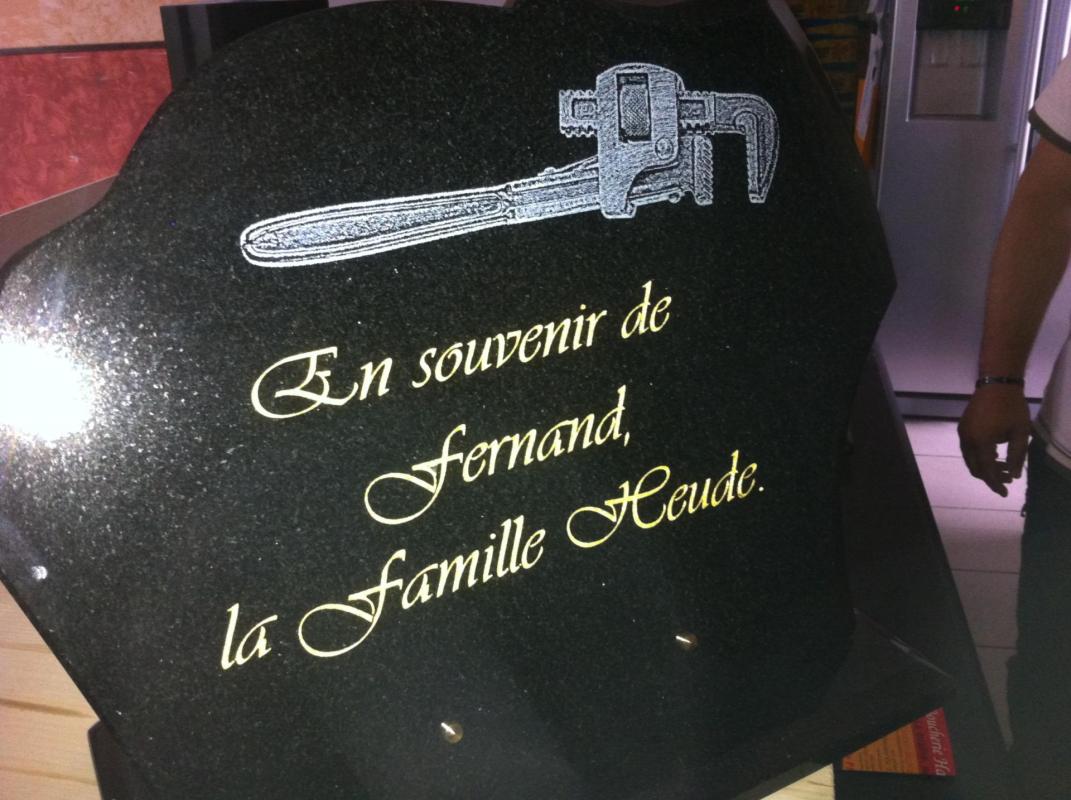 En souvenir de
Fernand,
la Famille Heude.